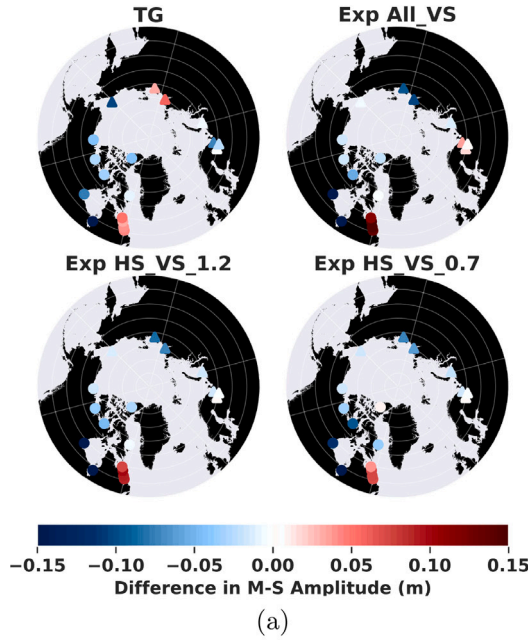 TG
Exp All_VS
Exp HS_VS_1.2
Exp HS_VS_0.7
−0.15 −0.10 −0.05 0.00 0.05 0.10 0.15
Difference in M-S Amplitude (m)
(a)